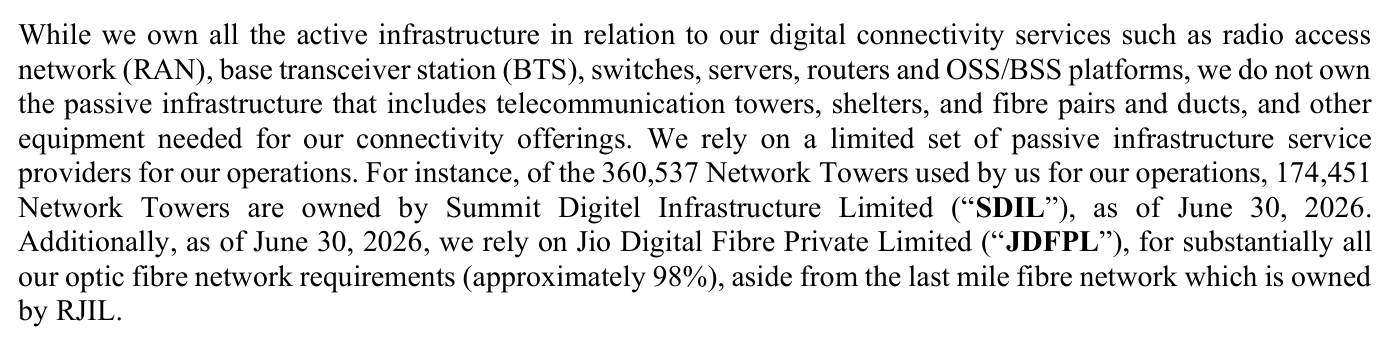 While we own all the active infrastructure in relation to our digital connectivity services such as radio access
network (RAN), base transceiver station (BTS), switches, servers, routers and OSS/BSS platforms, we do not own
the passive infrastructure that includes telecommunication towers, shelters, and fibre pairs and ducts, and other
equipment needed for our connectivity offerings. We rely on a limited set of passive infrastructure service
providers for our operations. For instance, of the 360,537 Network Towers used by us for our operations, 174,451
Network Towers are owned by Summit Digitel Infrastructure Limited (“SDIL”), as of June 30, 2026.
Additionally, as of June 30, 2026, we rely on Jio Digital Fibre Private Limited (“JDFPL”), for substantially all
our optic fibre network requirements (approximately 98%), aside from the last mile fibre network which is owned
by RJIL.